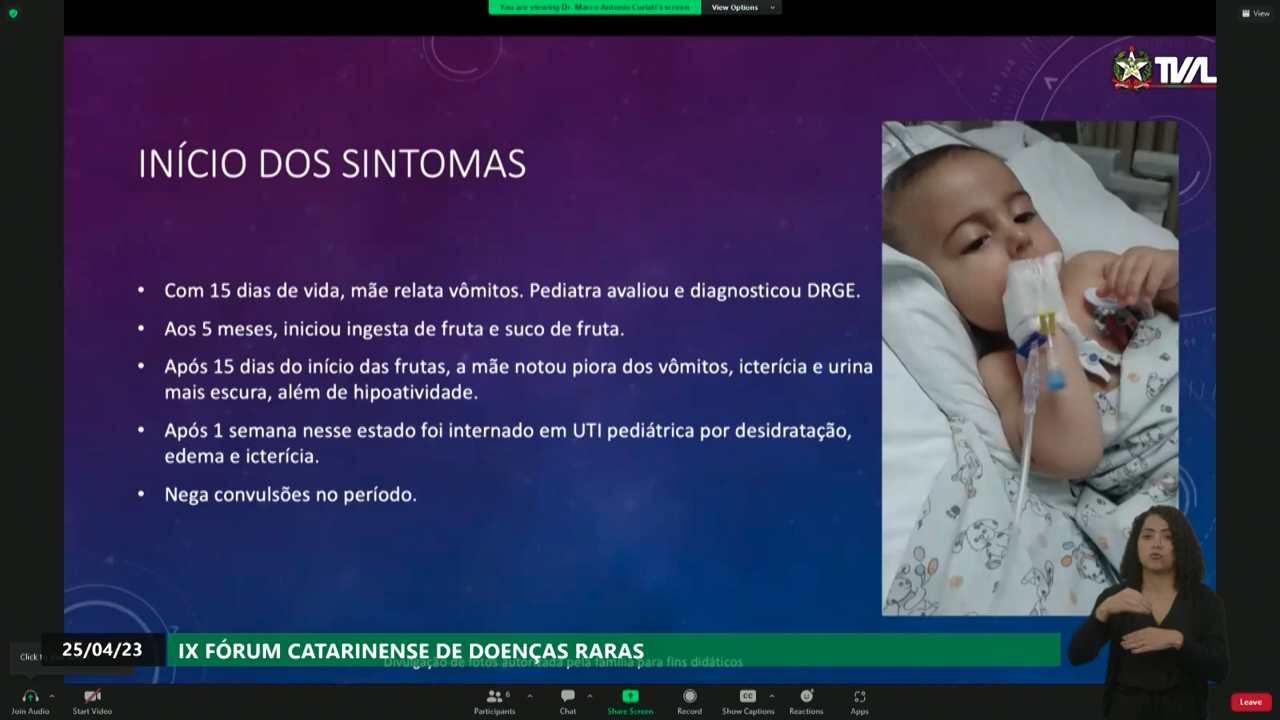 You are viewing Dr. Marco Antonio Curiati's screen
View Options
View
TVAL
INÍCIO DOS SINTOMAS
• Com 15 dias de vida, mãe relata vômitos. Pediatra avaliou e diagnosticou DRGE.
• Aos 5 meses, iniciou ingesta de fruta e suco de fruta.
• Após 15 dias do início das frutas, a mãe notou piora dos vômitos, icterícia e urina
mais escura, além de hipoatividade.
• Após 1 semana nesse estado foi internado em UTI pediátrica por desidratação,
edema e icterícia.
• Nega convulsões no período.
25/04/23
IX FÓRUM CATARINENSE DE DOENÇAS RARAS
Click
Divulgação de fotos autorizada pela família para fins didáticos
Join Audio
Start Video
Participants
6
Chat
Share Screen
Record
CC
Show Captions
Reactions
Apps
Leave